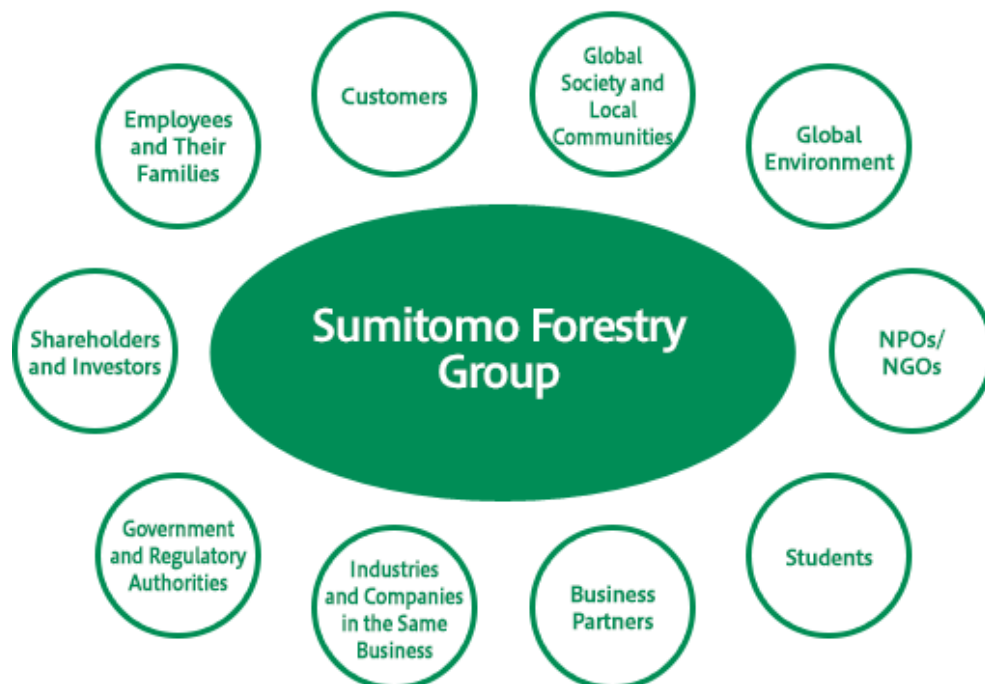 Customers
Global
Society and
Local
Communities
Employees
and Their
Families
Global
Environment
Sumitomo Forestry
Group
Shareholders
and Investors
NPOs/
NGOs
Government
and Regulatory
Authorities
Industries
and Companies
in the Same
Business
Business
Partners
Students